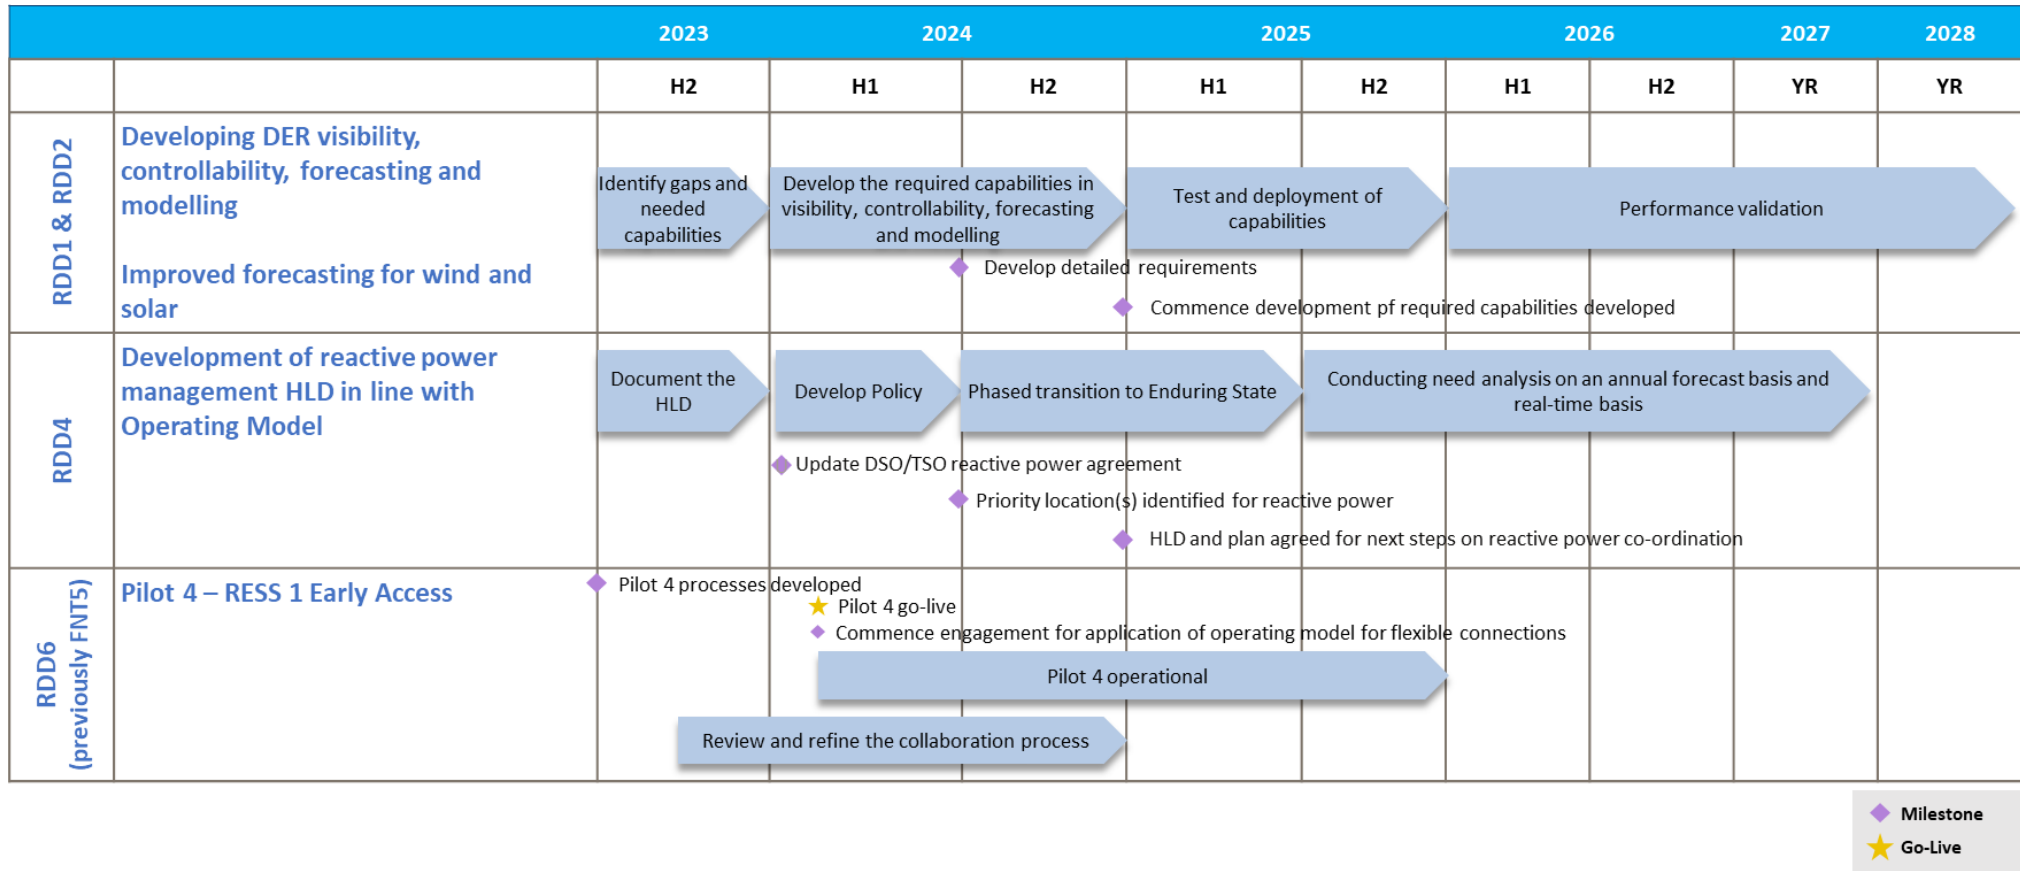 2023 2024 2025 2026 2027 2028
H2 H1 H2 H1 H2 H1 H2 YR YR
RDD1 & RDD2
Developing DER visibility,
controllability, forecasting and
modelling
Improved forecasting for wind and
solar
Identify gaps and
needed
capabilities
Develop the required capabilities in
visibility, controllability, forecasting
and modelling
Test and deployment of
capabilities
Performance validation
Develop detailed requirements
Commence development pf required capabilities developed
RDD4
Development of reactive power
management HLD in line with
Operating Model
Document the
HLD
Develop Policy
Phased transition to Enduring State
Conducting need analysis on an annual forecast basis and
real-time basis
Update DSO/TSO reactive power agreement
Priority location(s) identified for reactive power
HLD and plan agreed for next steps on reactive power co-ordination
RDD6
(previously FNT5)
Pilot 4 – RESS 1 Early Access
Pilot 4 processes developed
Pilot 4 go-live
Commence engagement for application of operating model for flexible connections
Pilot 4 operational
Review and refine the collaboration process
Milestone
Go-Live